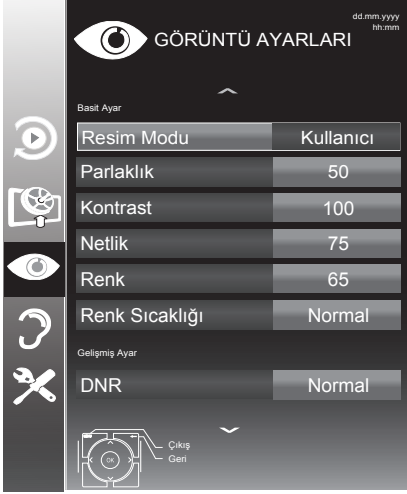 dd.mm.yyyy
hh:mm
GÖRÜNTÜ AYARLARI
Basit Ayar
Resim Modu Kullanıcı
Parlaklık 50
Kontrast 100
Netlik 75
Renk 65
Renk Sıcaklığı Normal
Gelişmiş Ayar
DNR Normal
Çıkış
Geri
OK